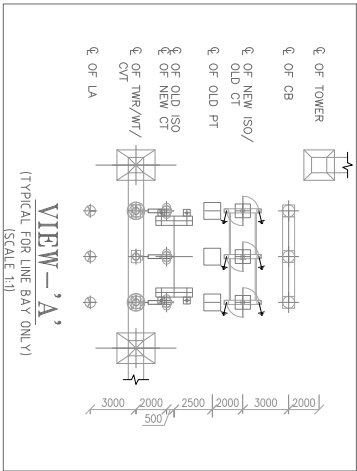 ℄ OF TOWER
℄ OF CB
℄ OF NEW ISO/
OLD CT
℄ OF OLD PT
℄ OF OLD ISO
℄ OF NEW CT
℄ OF TWR/WT/
CVT
℄ OF LA
2000
3000
2000
2500
500
2000
3000
VIEW-'A'
(TYPICAL FOR LINE BAY ONLY)
(SCALE 1:1)